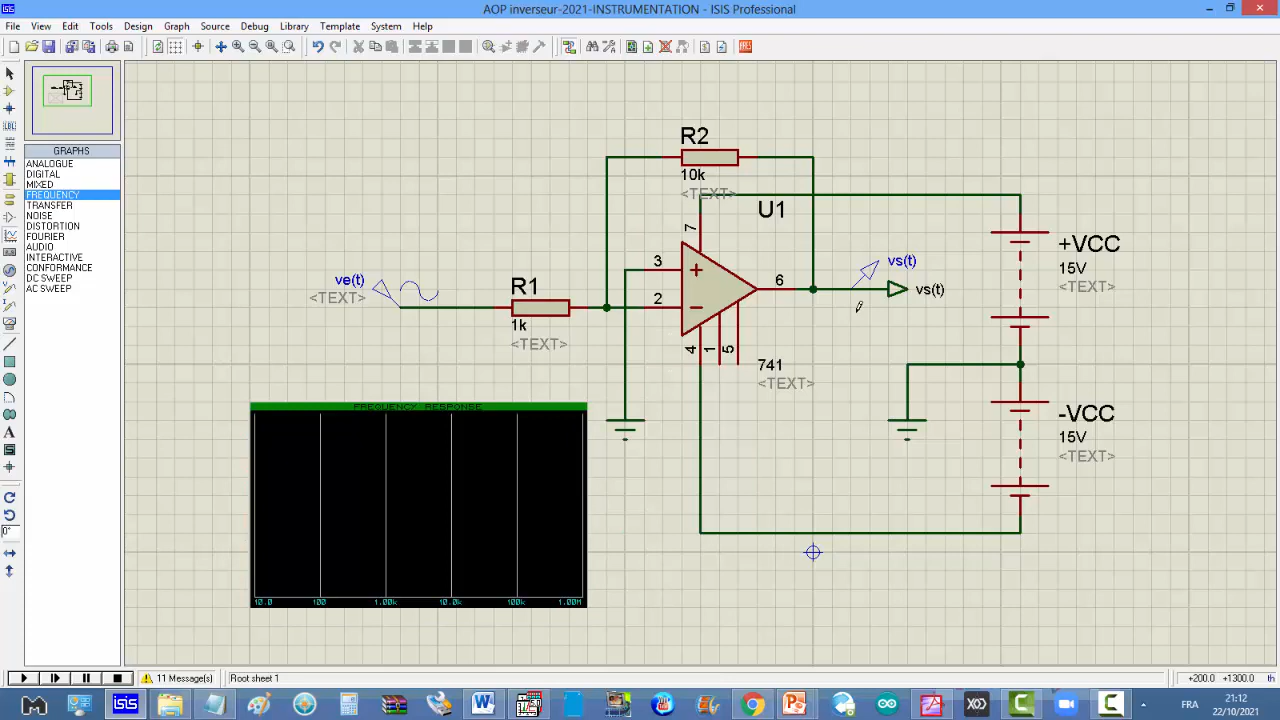 AOP inverseur-2021-INSTRUMENTATION - ISIS Professional
File View Edit Tools Design Graph Source Debug Library Template System Help
GRAPHS
ANALOGUE
DIGITAL
MIXED
FREQUENCY
TRANSFER
NOISE
DISTORTION
FOURIER
AUDIO
INTERACTIVE
CONFORMANCE
DC SWEEP
AC SWEEP
R2
10k
<TEXT>
U1
7
ve(t)
<TEXT>
R1
1k
<TEXT>
3
2
6
4
1
5
741
<TEXT>
vs(t)
vs(t)
+VCC
15V
<TEXT>
-VCC
15V
<TEXT>
FREQUENCY RESPONSE
10.0 100 1.00k 10.0k 100k 1.00M
11 Message(s)
Root sheet 1
+200.0 +1300.0 th
FR
21:12
22/10/2021